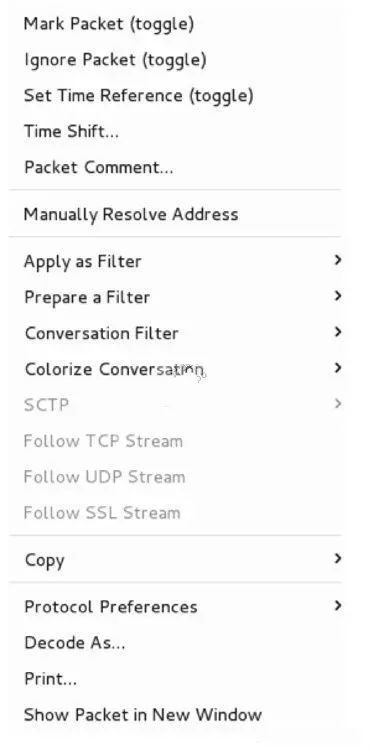 Mark Packet (toggle)
Ignore Packet (toggle)
Set Time Reference (toggle)
Time Shift...
Packet Comment...
Manually Resolve Address
Apply as Filter
Prepare a Filter
Conversation Filter
Colorize Conversation
SCTP
Follow TCP Stream
Follow UDP Stream
Follow SSL Stream
Copy
Protocol Preferences
Decode As...
Print...
Show Packet in New Window